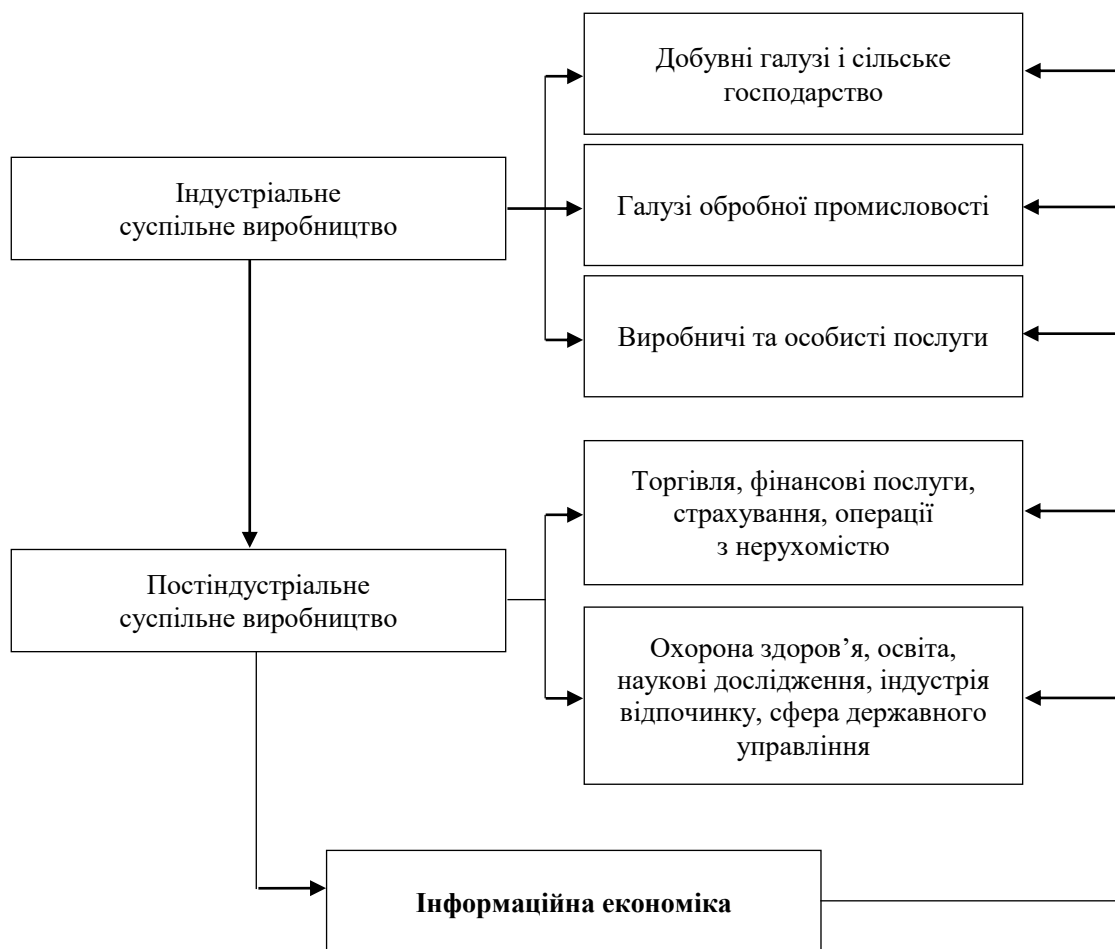 Добувні галузі і сільське
господарство
Індустріальне
суспільне виробництво
Галузі обробної промисловості
Виробничі та особисті послуги
Торгівля, фінансові послуги,
страхування, операції
з нерухомістю
Постіндустріальне
суспільне виробництво
Охорона здоров’я, освіта,
наукові дослідження, індустрія
відпочинку, сфера державного
управління
Інформаційна економіка